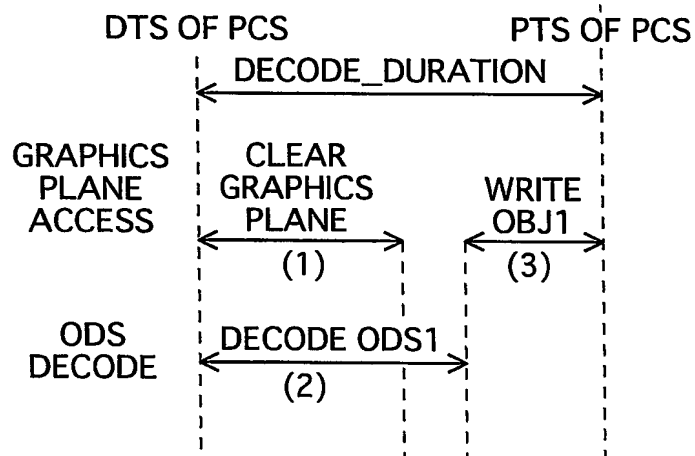 DTS OF PCS
PTS OF PCS
DECODE_DURATION
GRAPHICS
PLANE
ACCESS
CLEAR
GRAPHICS
PLANE
(1)
WRITE
OBJ1
(3)
ODS
DECODE
DECODE ODS1
(2)